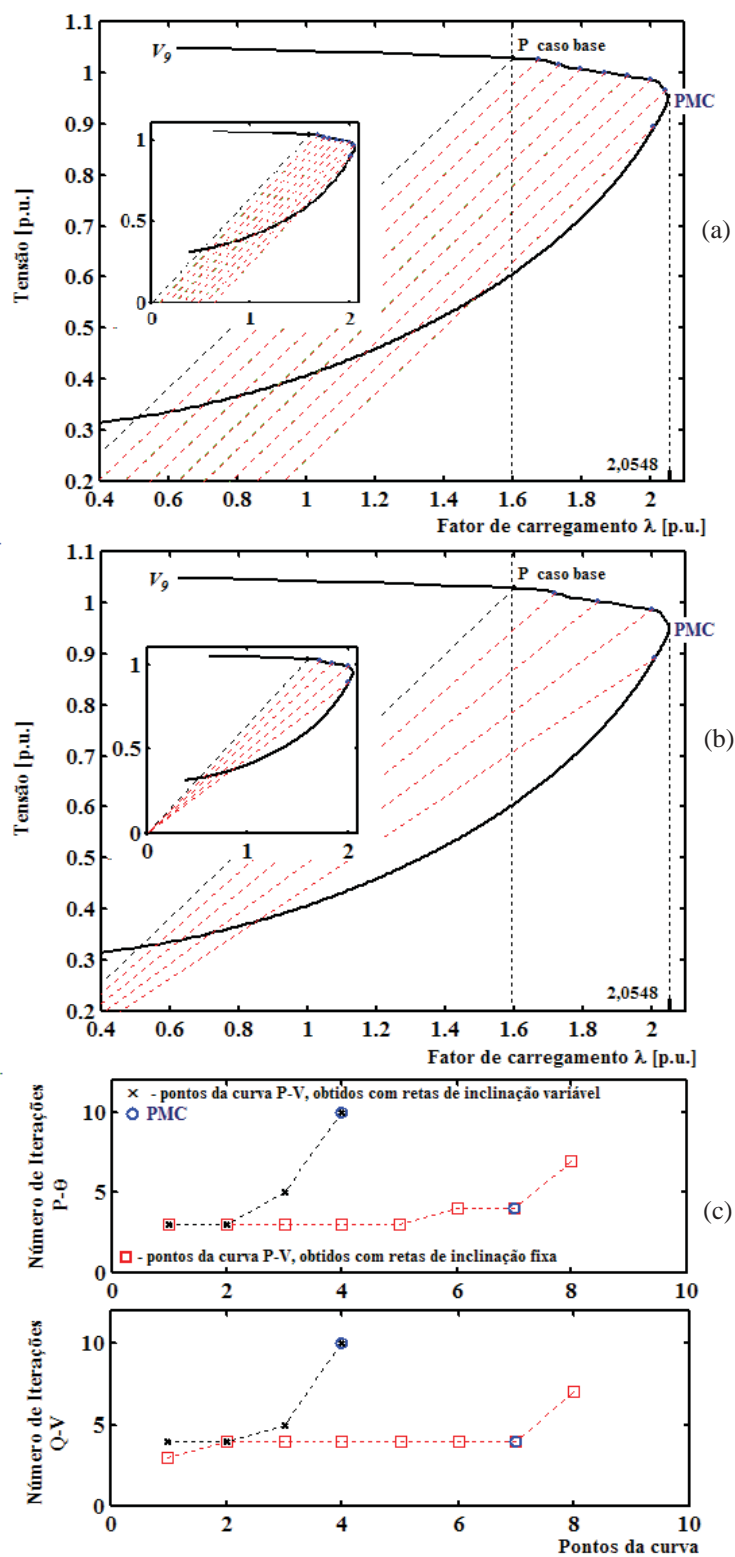 1.1
1
0.9
0.8
0.7
0.6
0.5
0.4
0.3
0.2
Tensão [p.u.]
V9
P caso base
PMC
1
0.5
0
0 1 2
2,0548
0.4 0.6 0.8 1 1.2 1.4 1.6 1.8 2
Fator de carregamento λ [p.u.]
(a)
1.1
1
0.9
0.8
0.7
0.6
0.5
0.4
0.3
0.2
Tensão [p.u.]
V9
P caso base
PMC
1
0.5
0
0 1 2
2,0548
0.4 0.6 0.8 1 1.2 1.4 1.6 1.8 2
Fator de carregamento λ [p.u.]
(b)
Número de Iterações
P-θ
10
5
0
× - pontos da curva P-V, obtidos com retas de inclinação variável
PMC
- pontos da curva P-V, obtidos com retas de inclinação fixa
0 2 4 6 8 10
(c)
Número de Iterações
Q-V
10
5
0
0 2 4 6 8 10
Pontos da curva